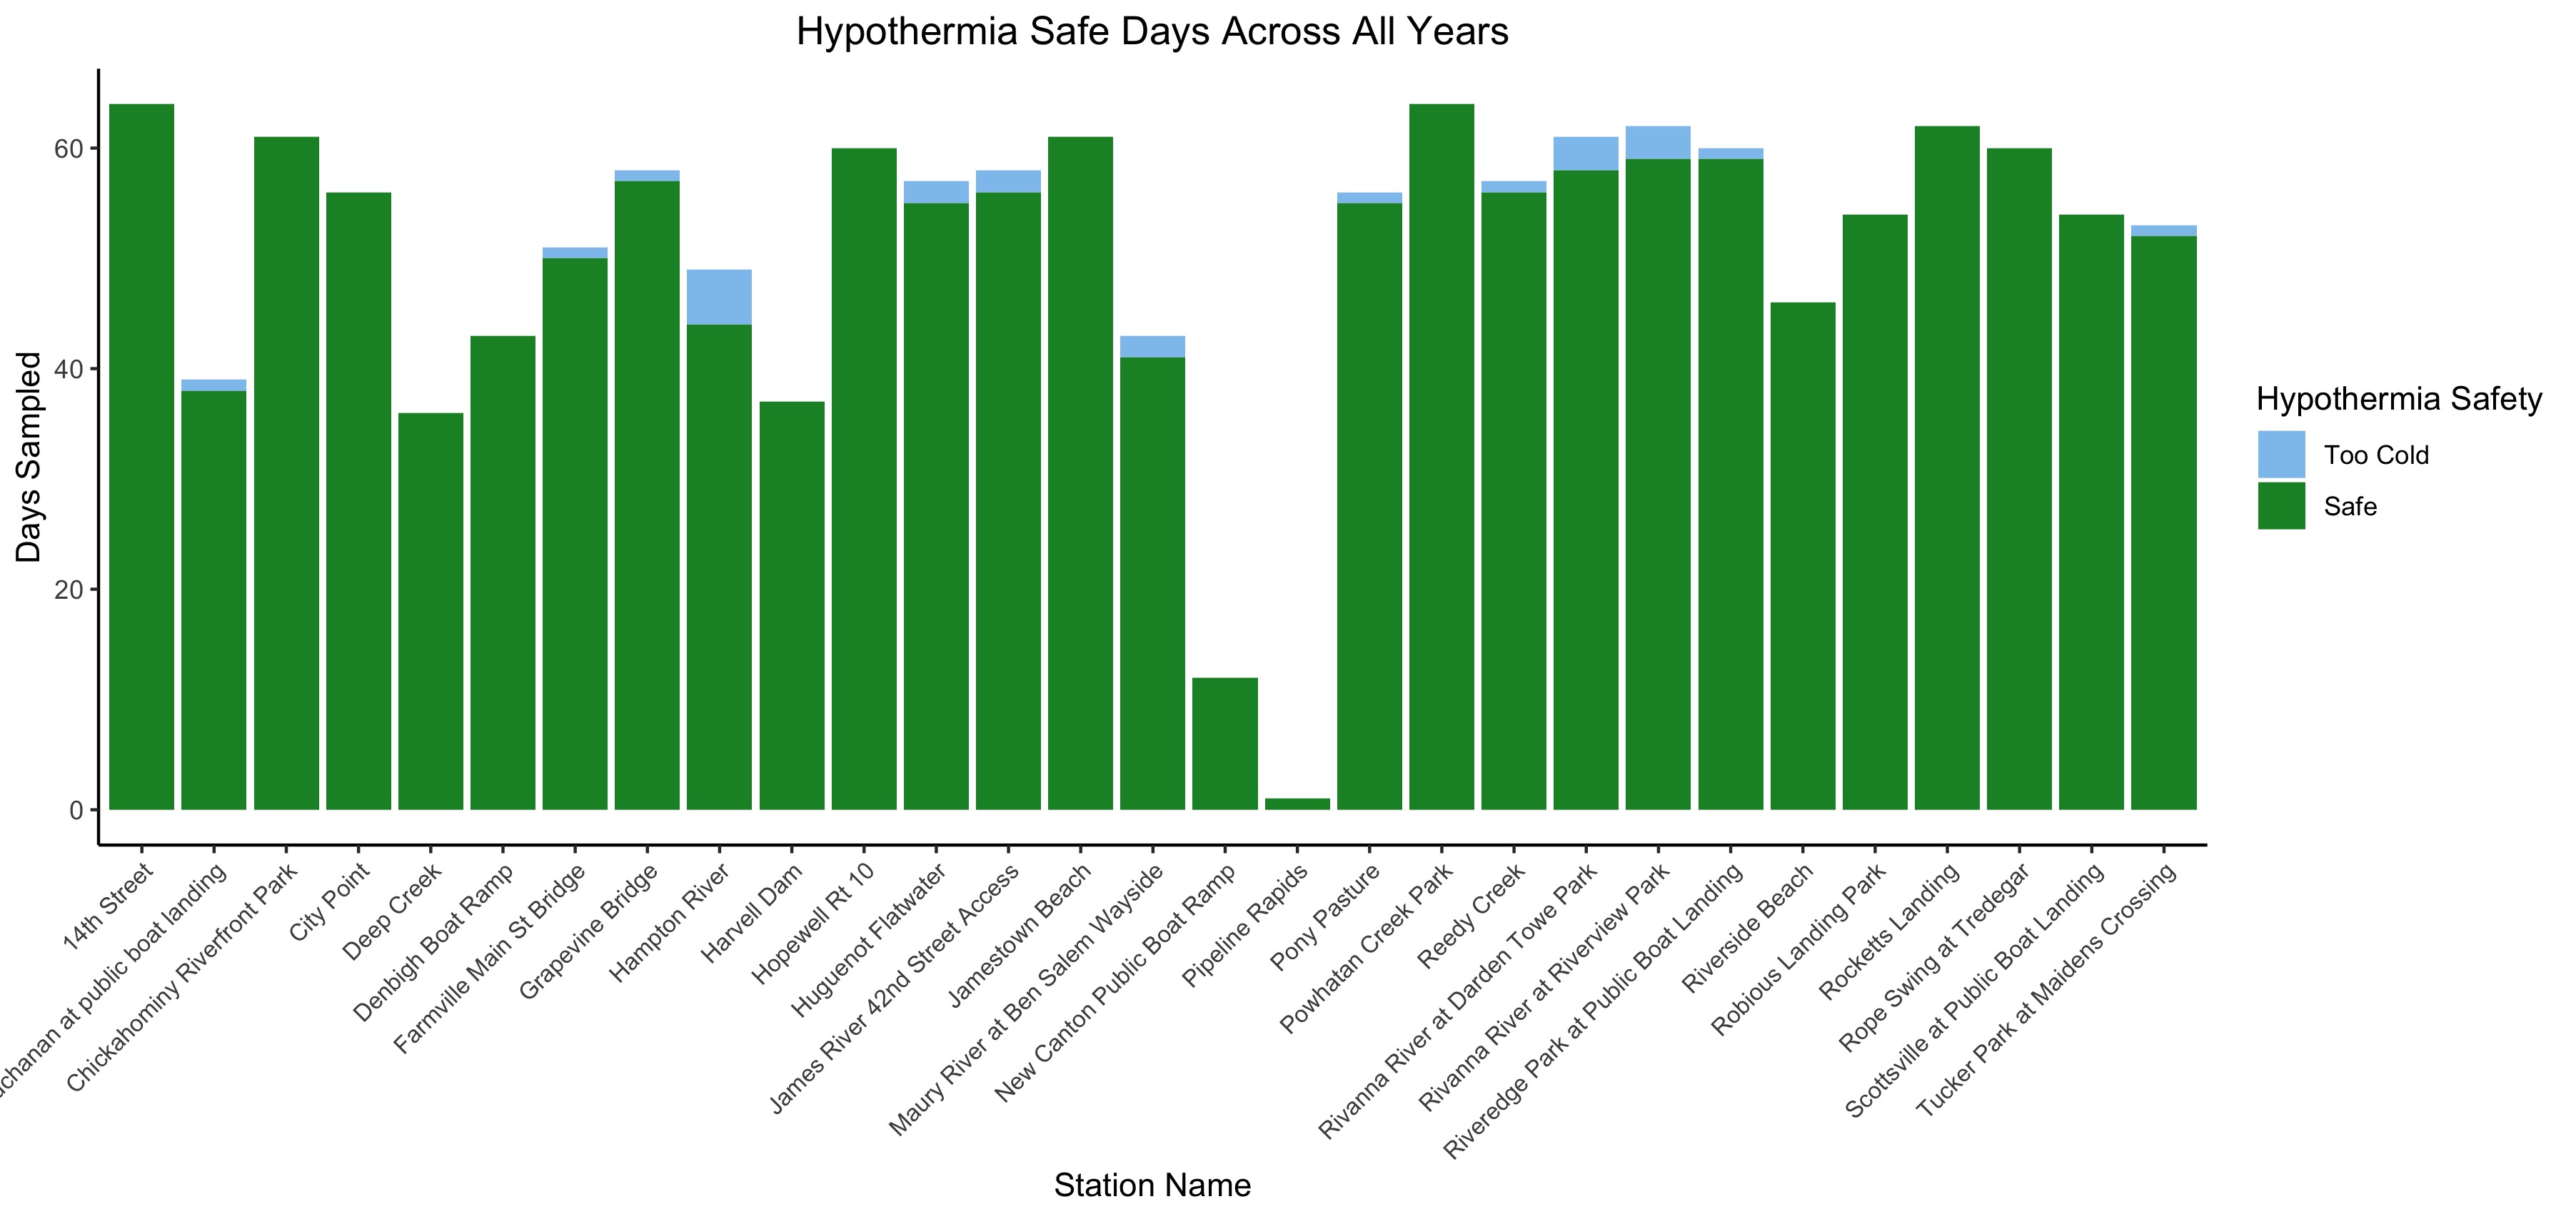 Hypothermia Safe Days Across All Years
Days Sampled
60
40
20
0
14th Street
chanan at public boat landing
Chickahominy Riverfront Park
City Point
Deep Creek
Denbigh Boat Ramp
Farmville Main St Bridge
Grapevine Bridge
Hampton River
Harvell Dam
Hopewell Rt 10
Huguenot Flatwater
James River 42nd Street Access
Jamestown Beach
Maury River at Ben Salem Wayside
New Canton Public Boat Ramp
Pipeline Rapids
Pony Pasture
Powhatan Creek Park
Reedy Creek
Rivanna River at Darden Towe Park
Rivanna River at Riverview Park
Riveredge Park at Public Boat Landing
Riverside Beach
Robious Landing Park
Rocketts Landing
Rope Swing at Tredegar
Scottsville at Public Boat Landing
Tucker Park at Maidens Crossing
Station Name
Hypothermia Safety
Too Cold
Safe